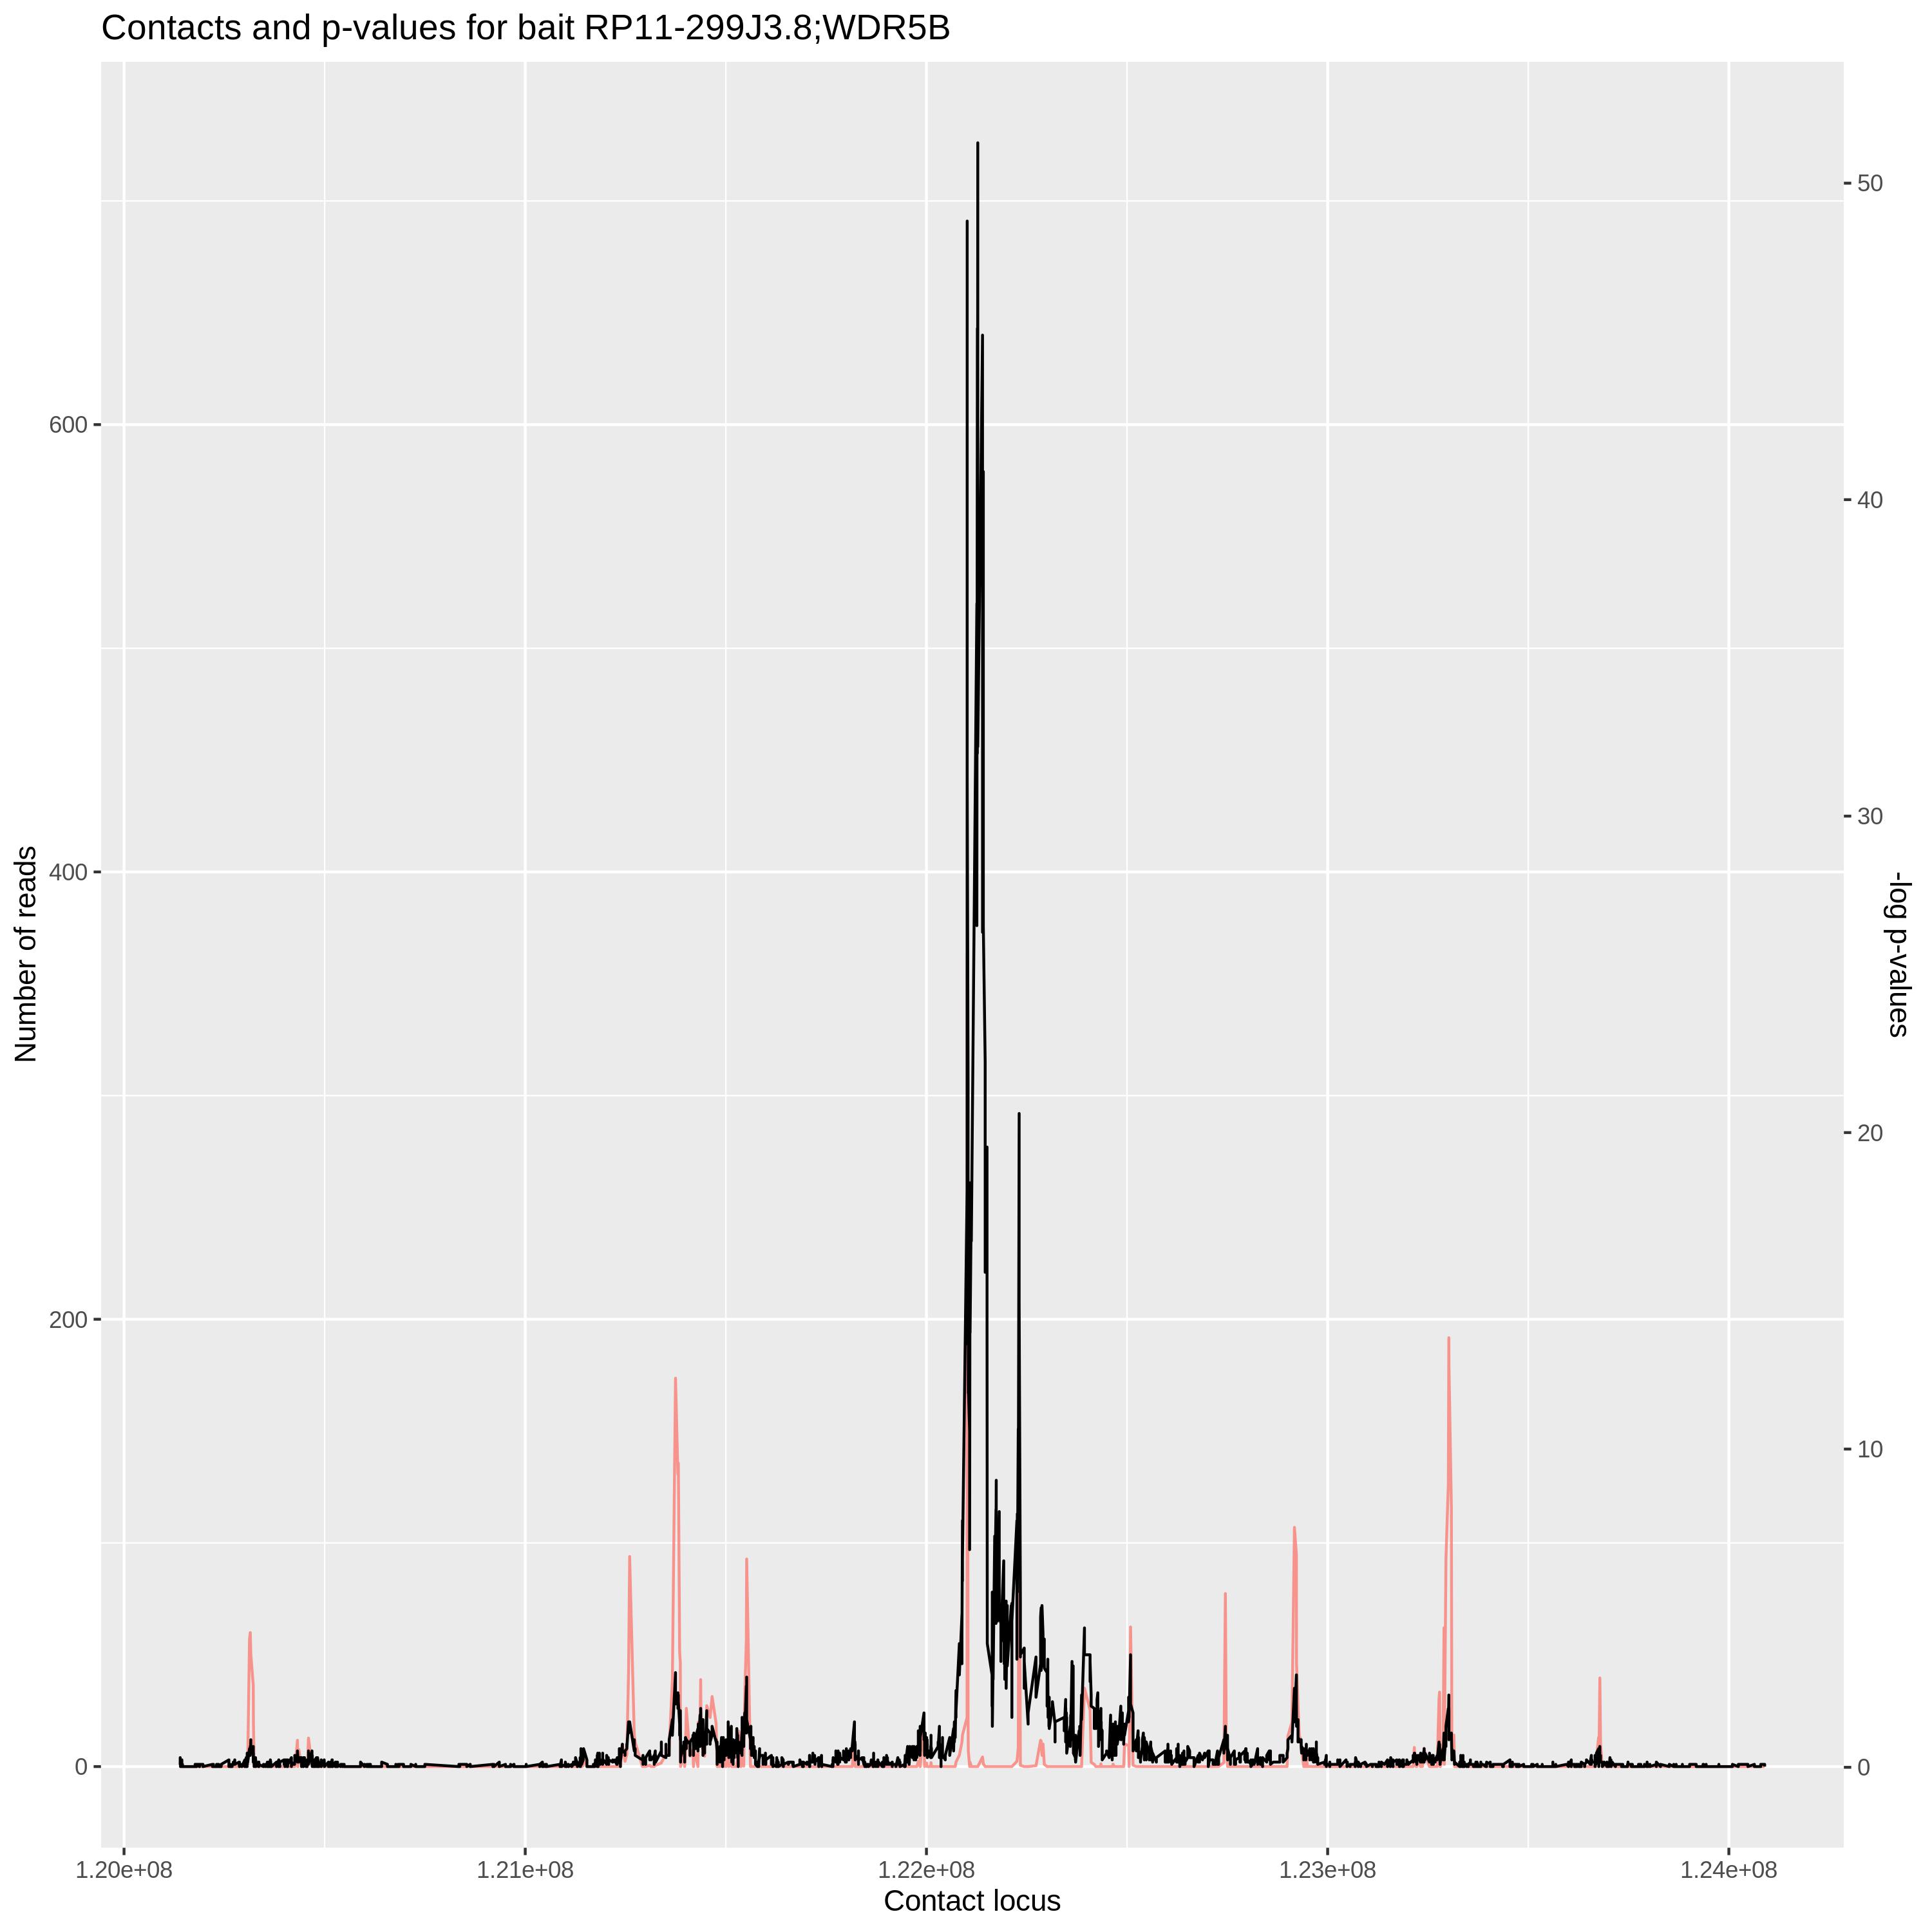 Contacts and p-values for bait RP11-299J3.8;WDR5B
Number of reads
600
400
200
0
50
40
30
20
10
0
-log p-values
1.20e+08 1.21e+08 1.22e+08 1.23e+08 1.24e+08
Contact locus